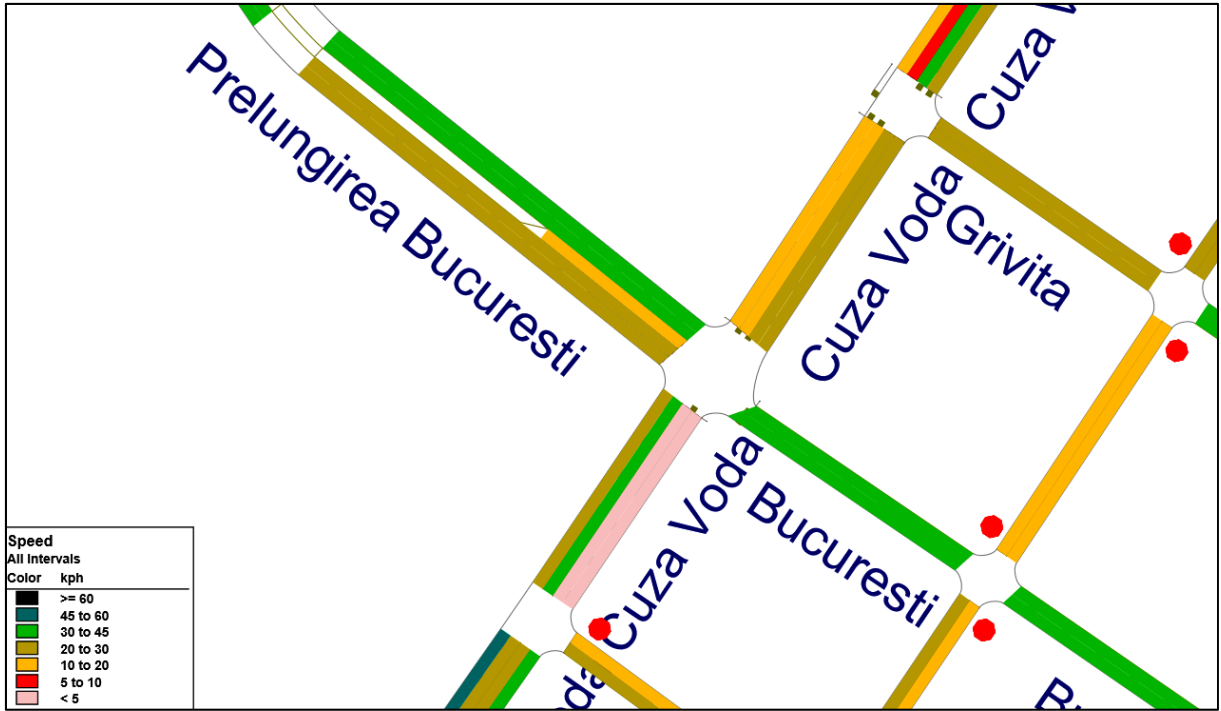 Cuza V
Prelungirea Bucuresti
Cuza Voda
Grivita
Cuza Voda
Bucuresti
oda
B
Speed
All Intervals
Color kph
>= 60
45 to 60
30 to 45
20 to 30
10 to 20
5 to 10
< 5